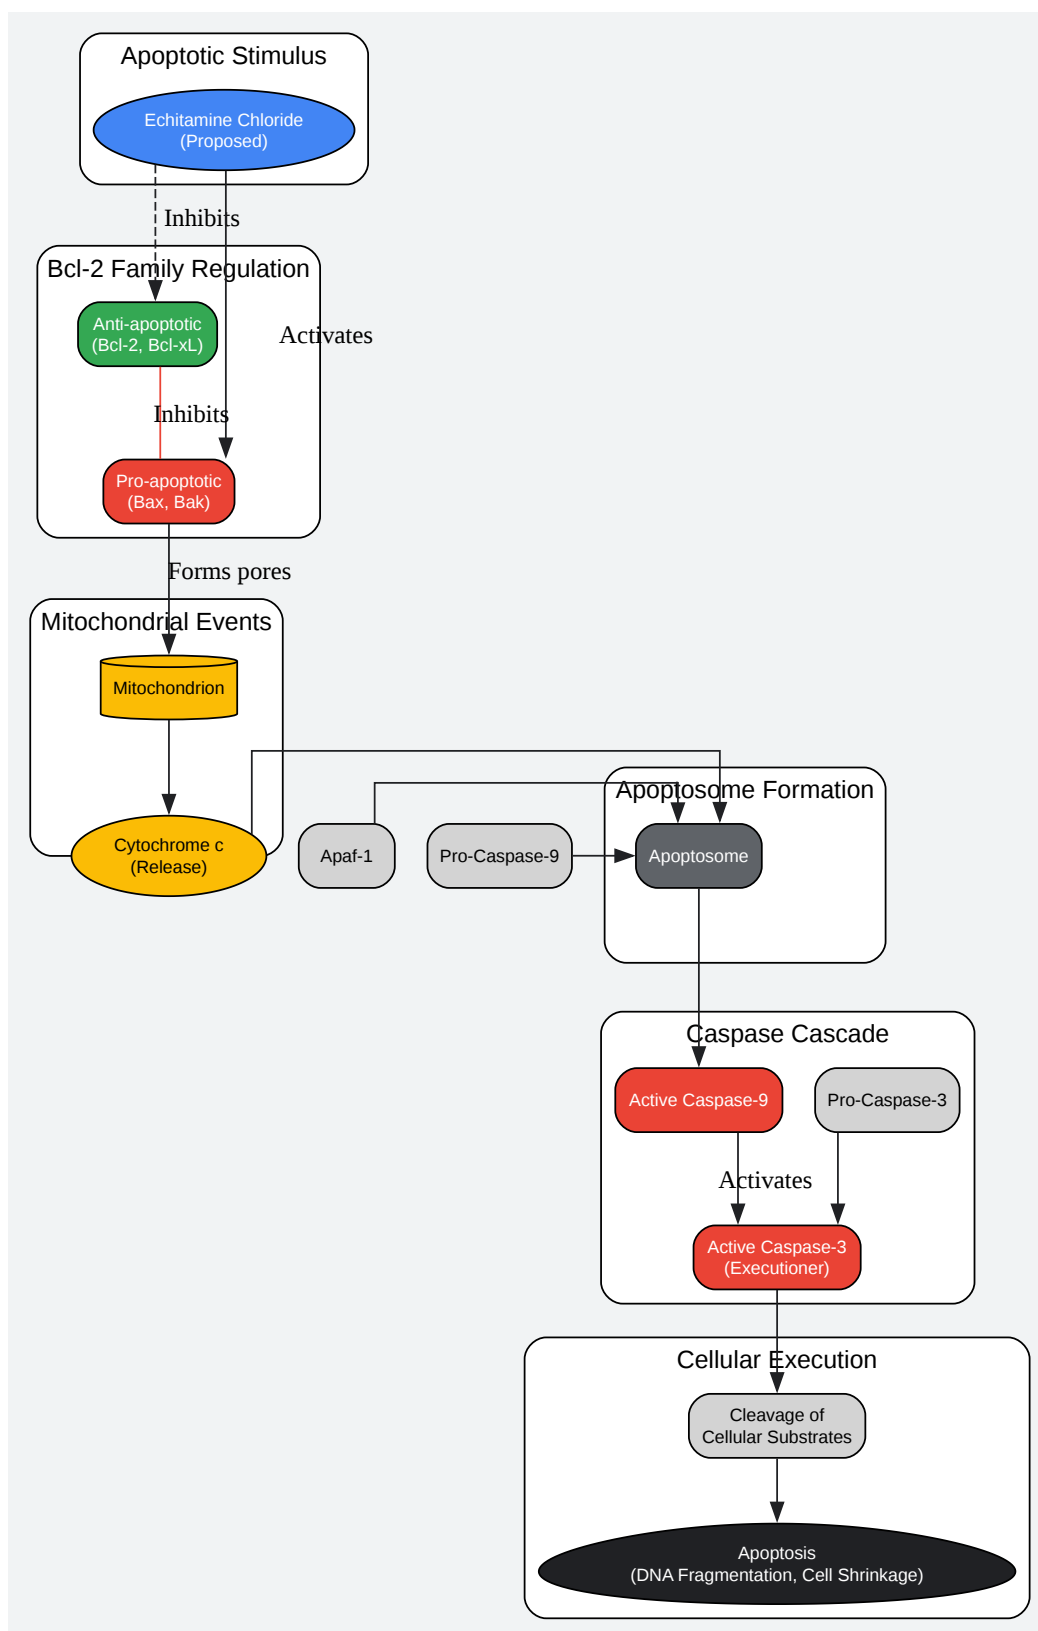 Apoptotic Stimulus
Echitamine Chloride
(Proposed)
Inhibits
Bcl-2 Family Regulation
Anti-apoptotic
(Bcl-2, Bcl-xL)
Activates
Inhibits
Pro-apoptotic
(Bax, Bak)
Forms pores
Mitochondrial Events
Mitochondrion
Cytochrome c
(Release)
Apaf-1
Pro-Caspase-9
Apoptosome Formation
Apoptosome
Caspase Cascade
Active Caspase-9
Pro-Caspase-3
Activates
Active Caspase-3
(Executioner)
Cellular Execution
Cleavage of
Cellular Substrates
Apoptosis
(DNA Fragmentation, Cell Shrinkage)